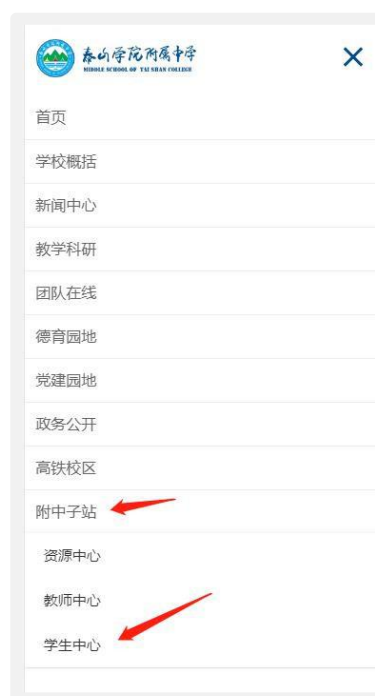 泰山学院附属中学
MIDDLE SCHOOL OF TAI SHAN COLLEGE
首页
学校概括
新闻中心
教学科研
团队在线
德育园地
党建园地
政务公开
高铁校区
附中子站
资源中心
教师中心
学生中心